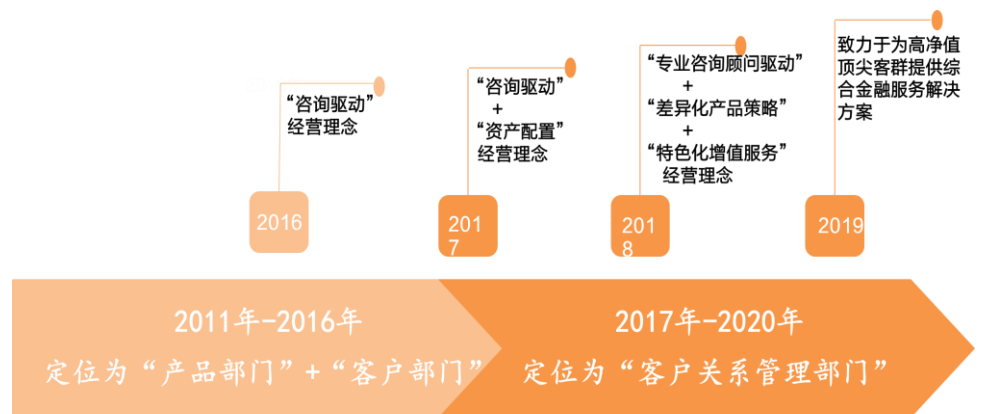 “咨询驱动”
经营理念
2016
“咨询驱动”
+
“资产配置”
经营理念
201
7
“专业咨询顾问驱动”
+
“差异化产品策略”
+
“特色化增值服务”
经营理念
201
8
致力于为高净值
顶尖客群提供综
合金融服务解决
方案
2019
2011年-2016年
定位为“产品部门”+“客户部门”
2017年-2020年
定位为“客户关系管理部门”